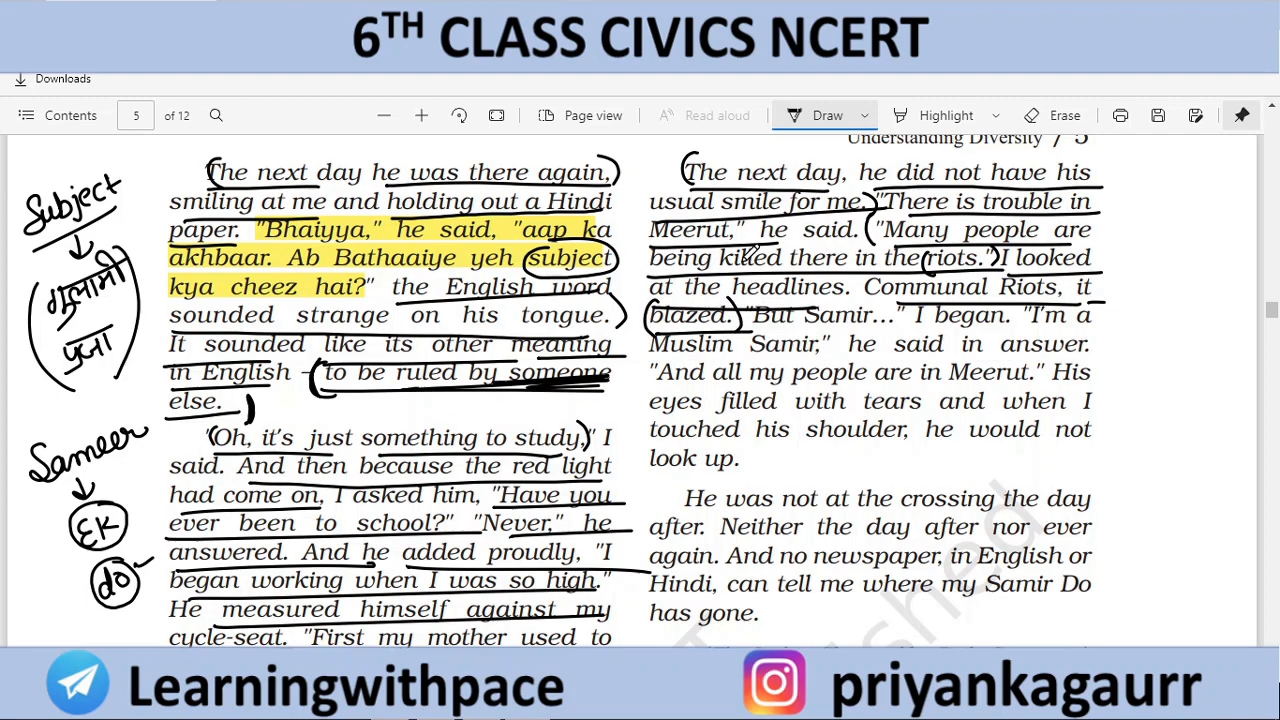 6TH CLASS CIVICS NCERT
Downloads
Contents 5 of 12 Page view Read aloud Draw Highlight Erase
Understanding Diversity / 5
Subject
गुलामी
प्रजा
Sameer
EK
do
The next day he was there again,
smiling at me and holding out a Hindi
paper. "Bhaiyya," he said, "aap ka
akhbaar. Ab Bathaaiye yeh subject
kya cheez hai?" the English word
sounded strange on his tongue.
It sounded like its other meaning
in English – to be ruled by someone
else.
"Oh, it's just something to study," I
said. And then because the red light
had come on, I asked him, "Have you
ever been to school?" "Never," he
answered. And he added proudly, "I
began working when I was so high."
He measured himself against my
cycle-seat. "First my mother used to
The next day, he did not have his
usual smile for me. "There is trouble in
Meerut," he said. "Many people are
being killed there in the riots." I looked
at the headlines. Communal Riots, it
blazed. "But Samir..." I began. "I'm a
Muslim Samir," he said in answer.
"And all my people are in Meerut." His
eyes filled with tears and when I
touched his shoulder, he would not
look up.
He was not at the crossing the day
after. Neither the day after nor ever
again. And no newspaper, in English or
Hindi, can tell me where my Samir Do
has gone.
Learningwithpace
priyankagaurr